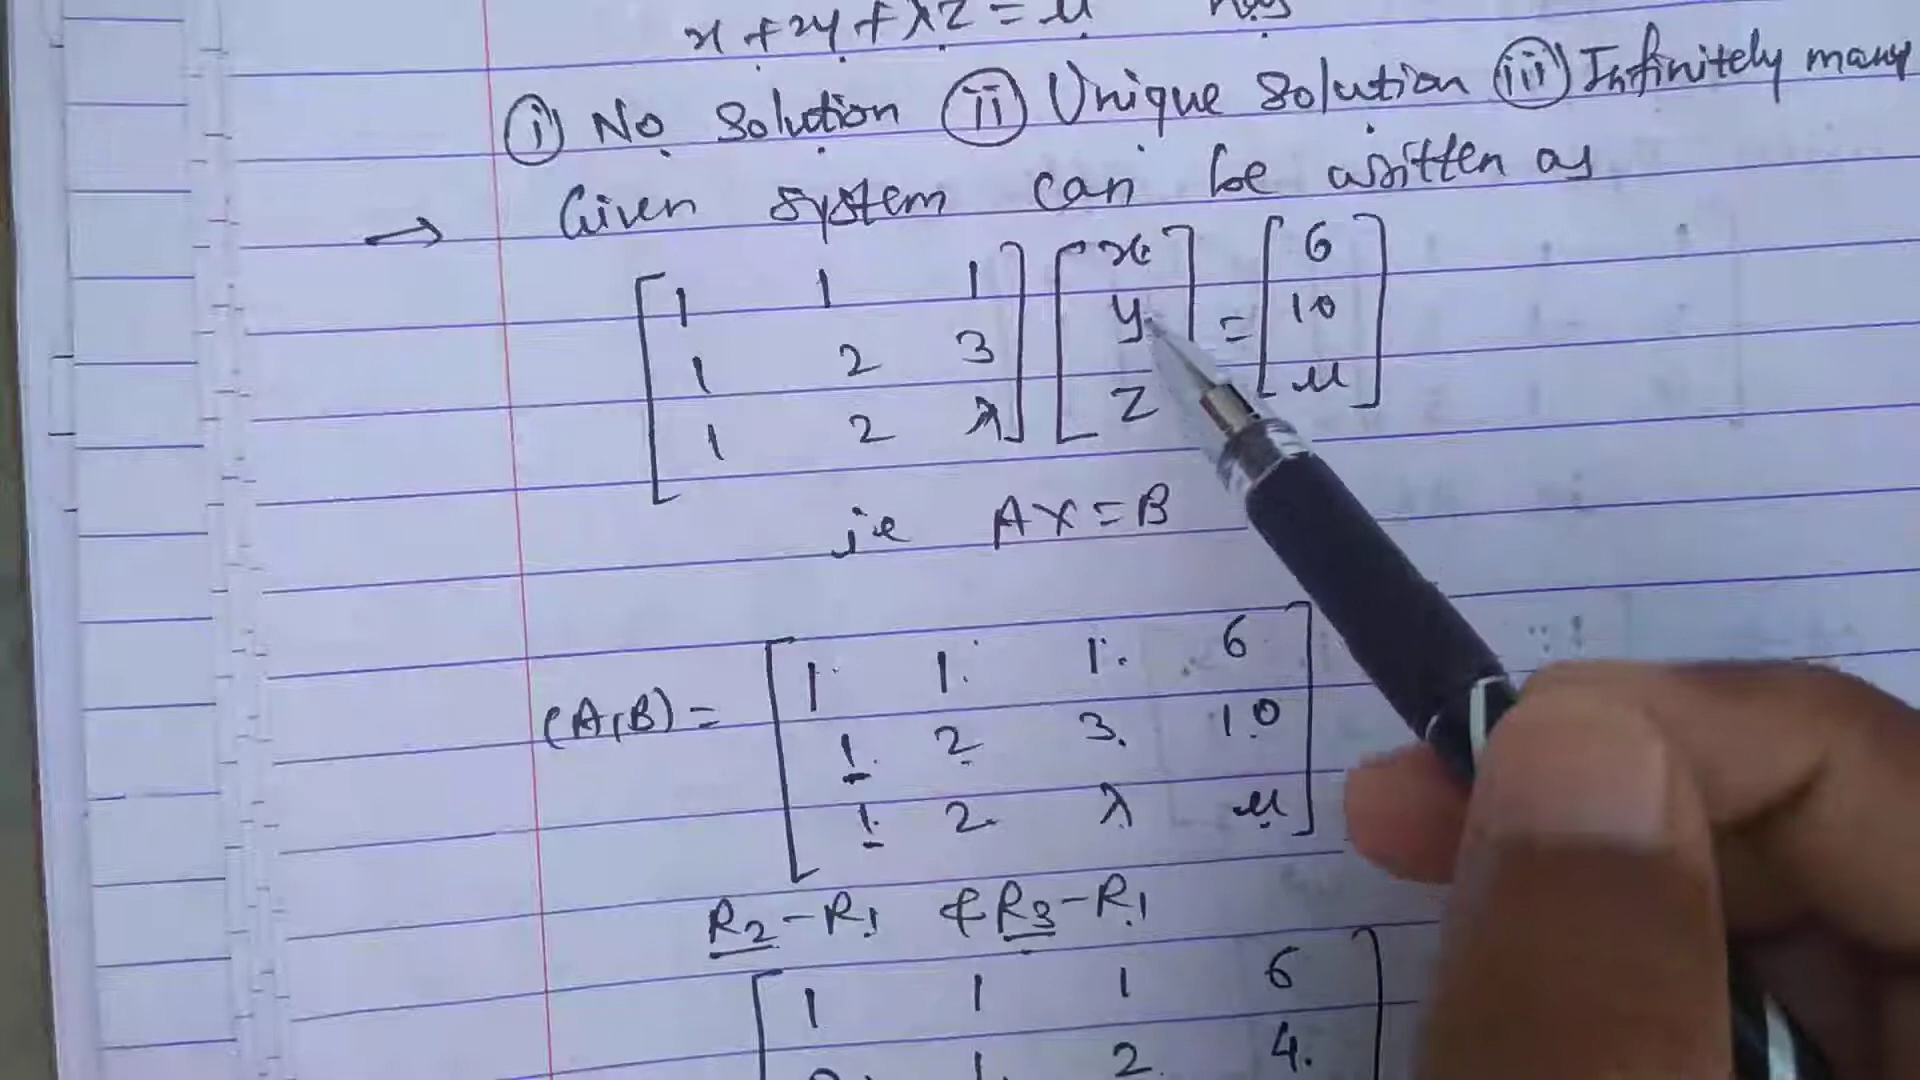 x + 2y + λz = μ has
(i) No Solution (ii) Unique Solution (iii) Infinitely many
→ Given system can be written as
[ 1 1 1 ] [ x ] = [ 6 ]
[ 1 2 3 ] [ y ] [ 10 ]
[ 1 2 λ ] [ z ] [ μ ]
ie AX = B
(A,B) = [ 1 1 1 6 ]
[ 1 2 3 10 ]
[ 1 2 λ μ ]
R2 - R1 & R3 - R1
[ 1 1 1 6 ]
1 2 4